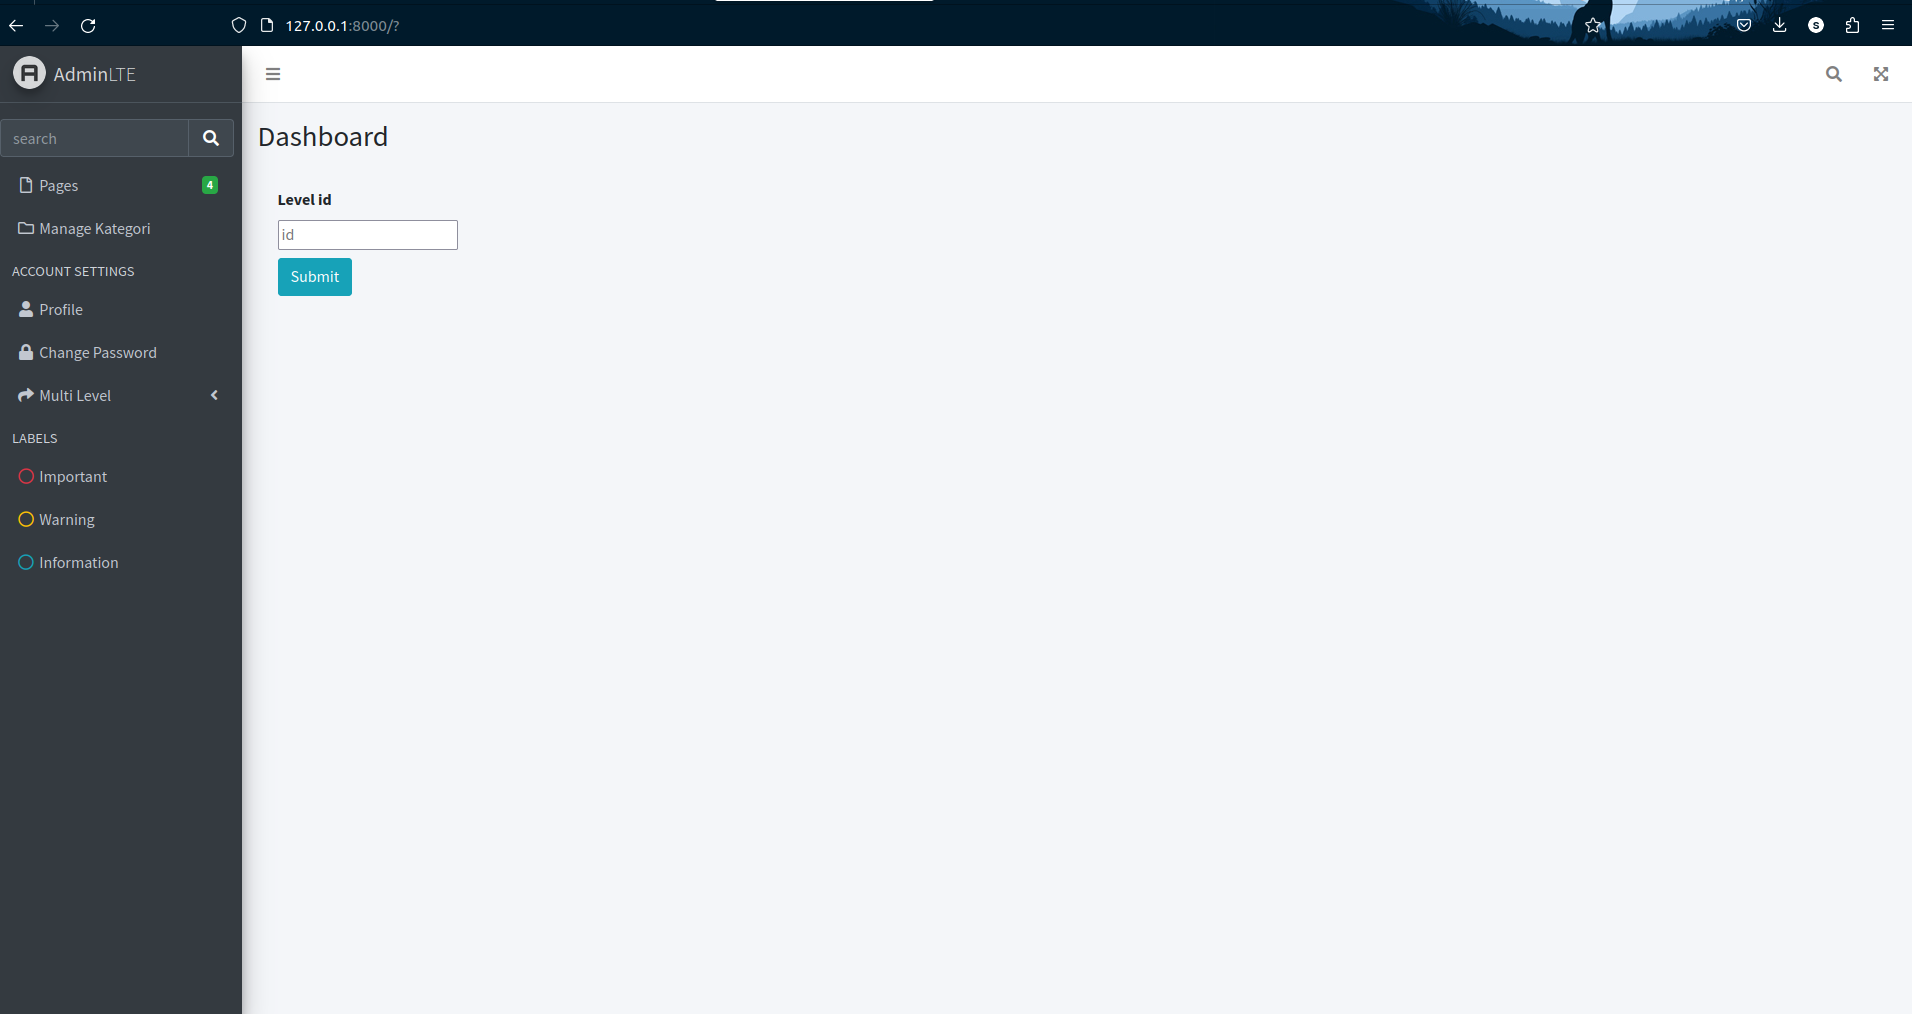 127.0.0.1:8000/?
S
AdminLTE
search
Pages 4
Manage Kategori
ACCOUNT SETTINGS
Profile
Change Password
Multi Level
LABELS
Important
Warning
Information
Dashboard
Level id
id
Submit